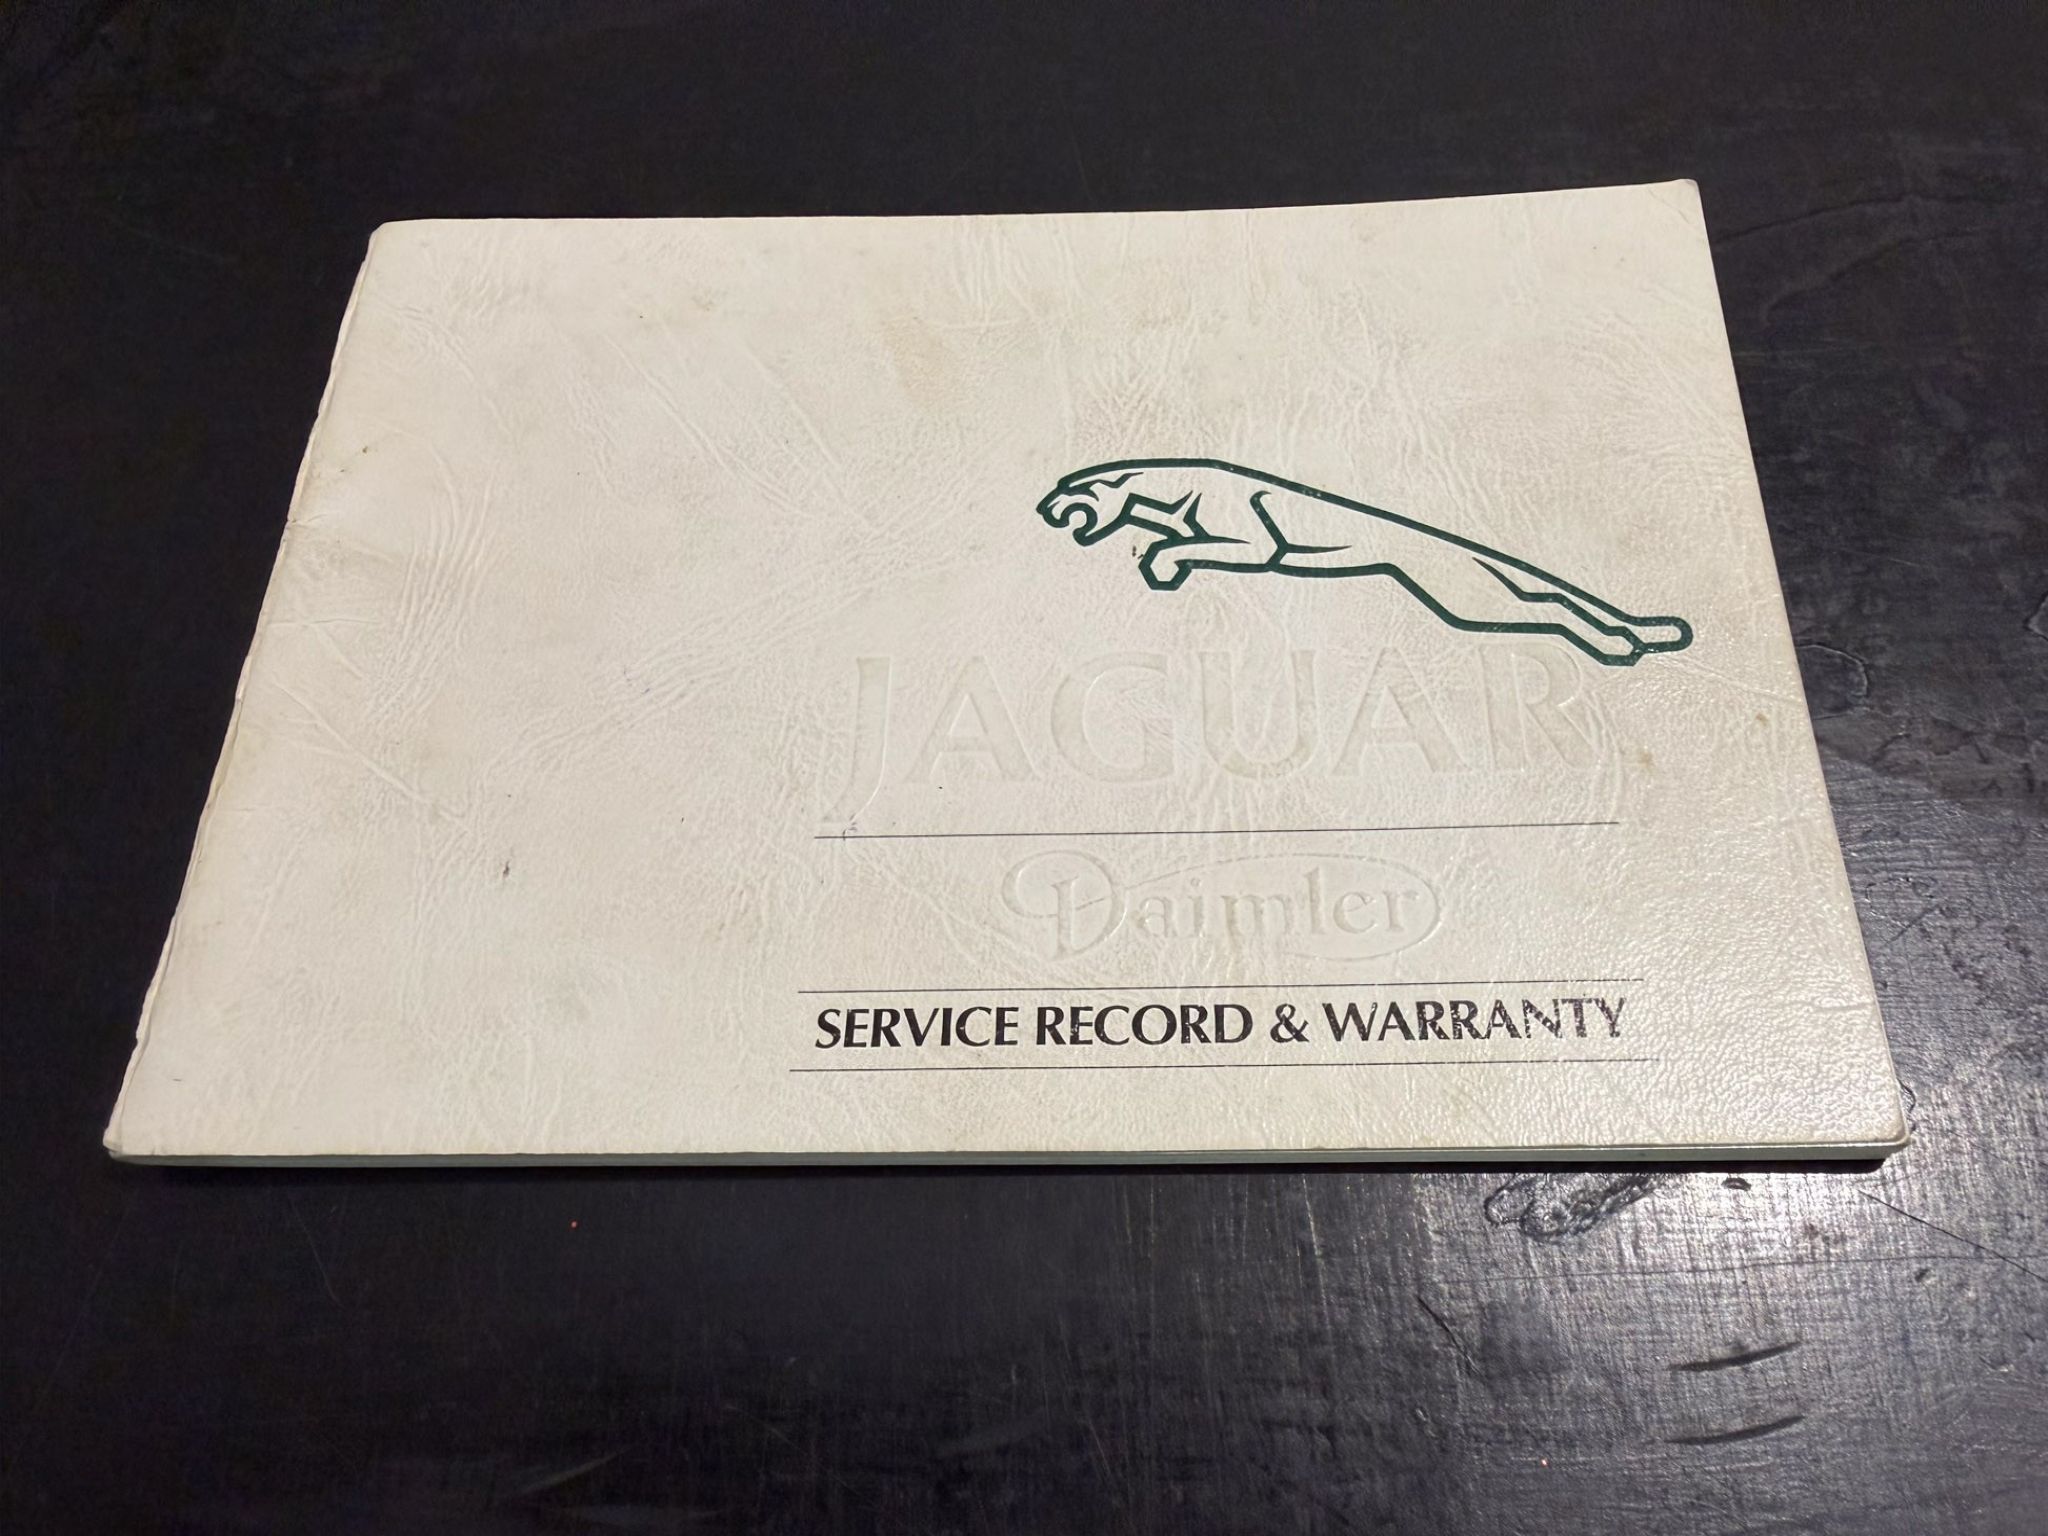 JAGUAR
Daimler
SERVICE RECORD & WARRANTY